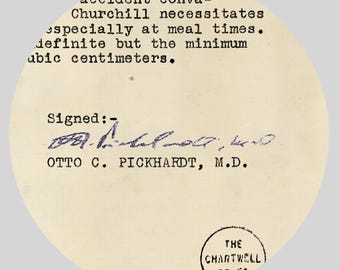 accident conva-
Churchill necessitates
especially at meal times.
definite but the minimum
ubic centimeters.
Signed:-
OTTO C. PICKHARDT, M.D.
THE
CHARTWELL